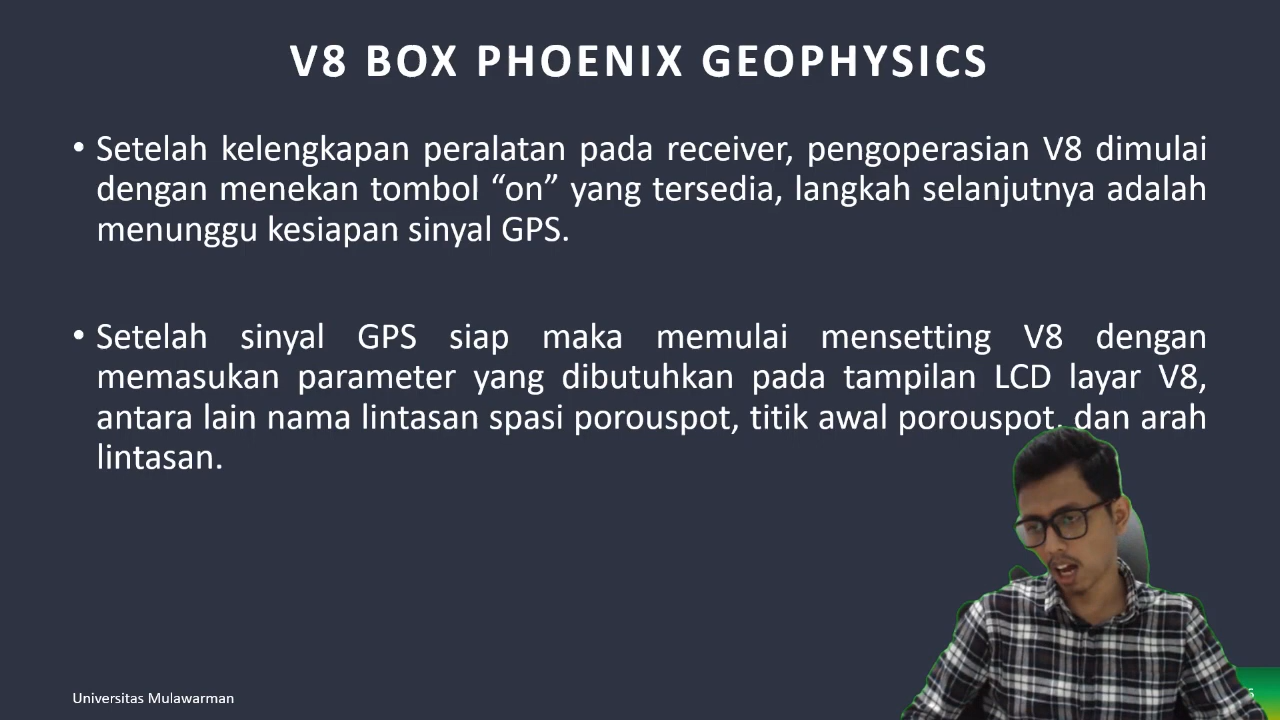 V8 BOX PHOENIX GEOPHYSICS
• Setelah kelengkapan peralatan pada receiver, pengoperasian V8 dimulai
dengan menekan tombol “on” yang tersedia, langkah selanjutnya adalah
menunggu kesiapan sinyal GPS.
• Setelah sinyal GPS siap maka memulai mensetting V8 dengan
memasukan parameter yang dibutuhkan pada tampilan LCD layar V8,
antara lain nama lintasan spasi porouspot, titik awal porouspot, dan arah
lintasan.
Universitas Mulawarman